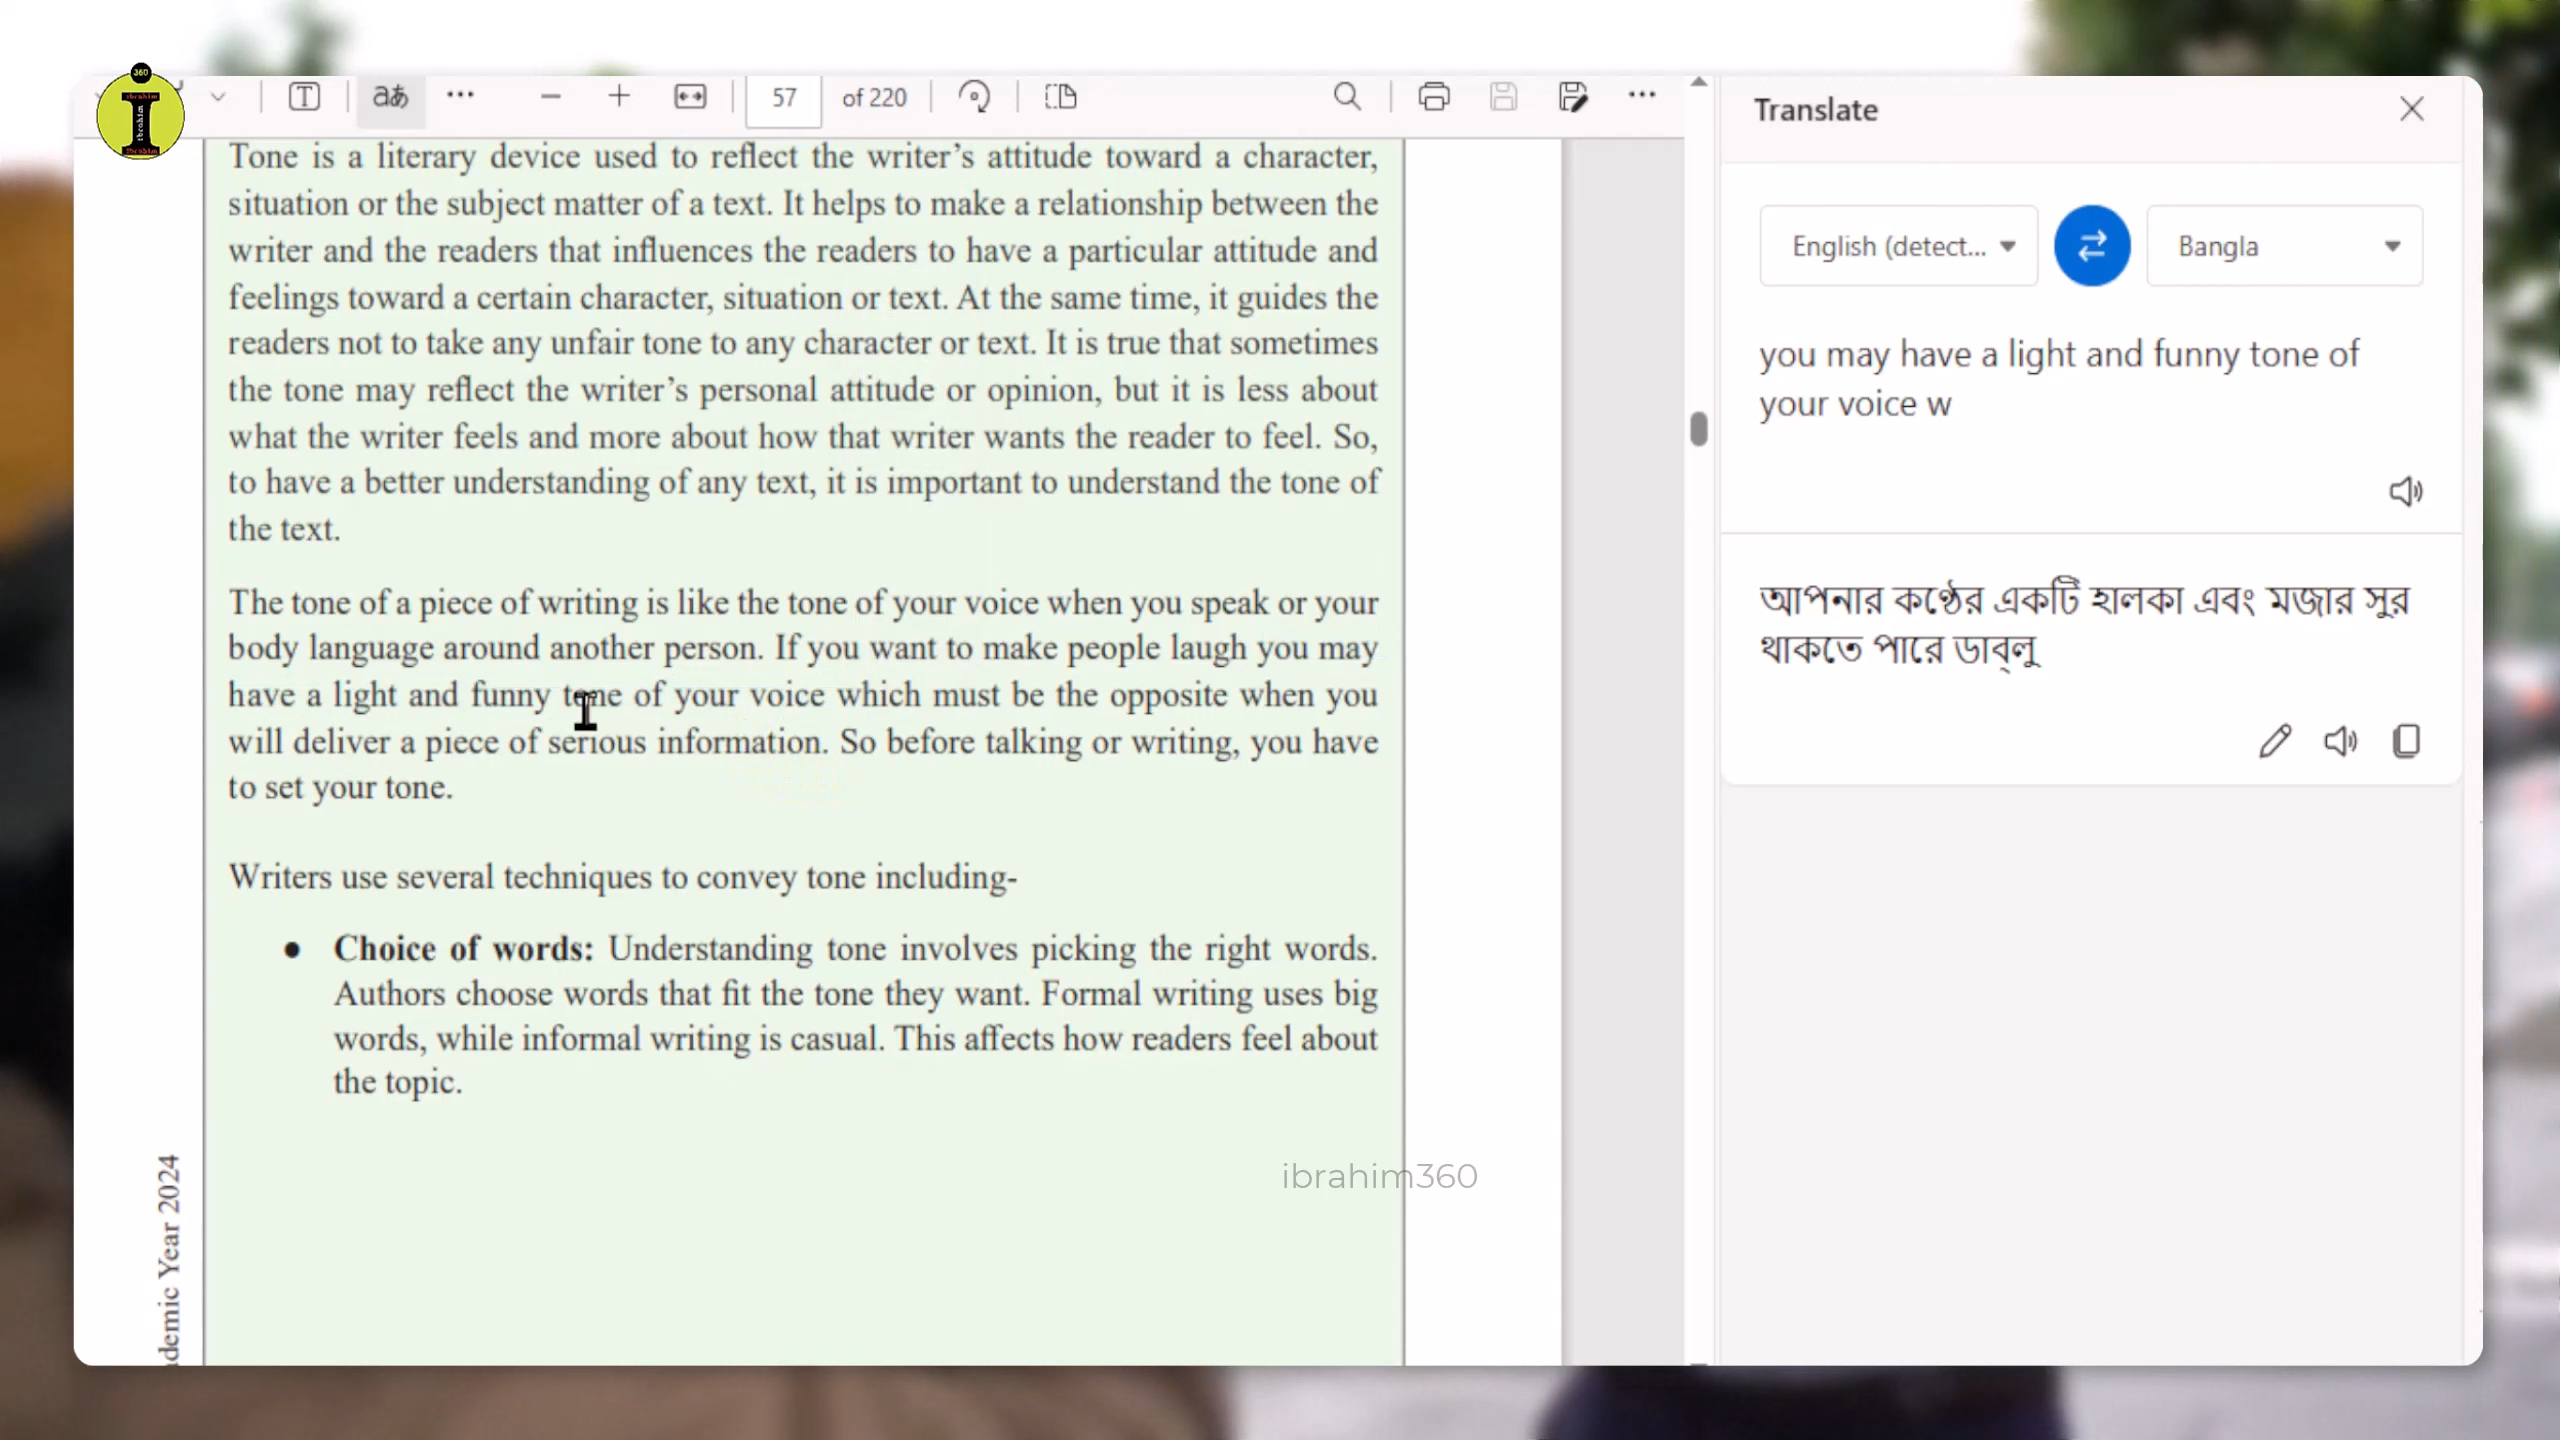 360
ibrahim
ibrahim
ibrahim
57 of 220
Tone is a literary device used to reflect the writer’s attitude toward a character,
situation or the subject matter of a text. It helps to make a relationship between the
writer and the readers that influences the readers to have a particular attitude and
feelings toward a certain character, situation or text. At the same time, it guides the
readers not to take any unfair tone to any character or text. It is true that sometimes
the tone may reflect the writer’s personal attitude or opinion, but it is less about
what the writer feels and more about how that writer wants the reader to feel. So,
to have a better understanding of any text, it is important to understand the tone of
the text.
The tone of a piece of writing is like the tone of your voice when you speak or your
body language around another person. If you want to make people laugh you may
have a light and funny tone of your voice which must be the opposite when you
will deliver a piece of serious information. So before talking or writing, you have
to set your tone.
Writers use several techniques to convey tone including-
● Choice of words: Understanding tone involves picking the right words.
Authors choose words that fit the tone they want. Formal writing uses big
words, while informal writing is casual. This affects how readers feel about
the topic.
demic Year 2024
ibrahim360
Translate
English (detect...
Bangla
you may have a light and funny tone of
your voice w
আপনার কণ্ঠের একটি হালকা এবং মজার সুর
থাকতে পারে ডাব্লু